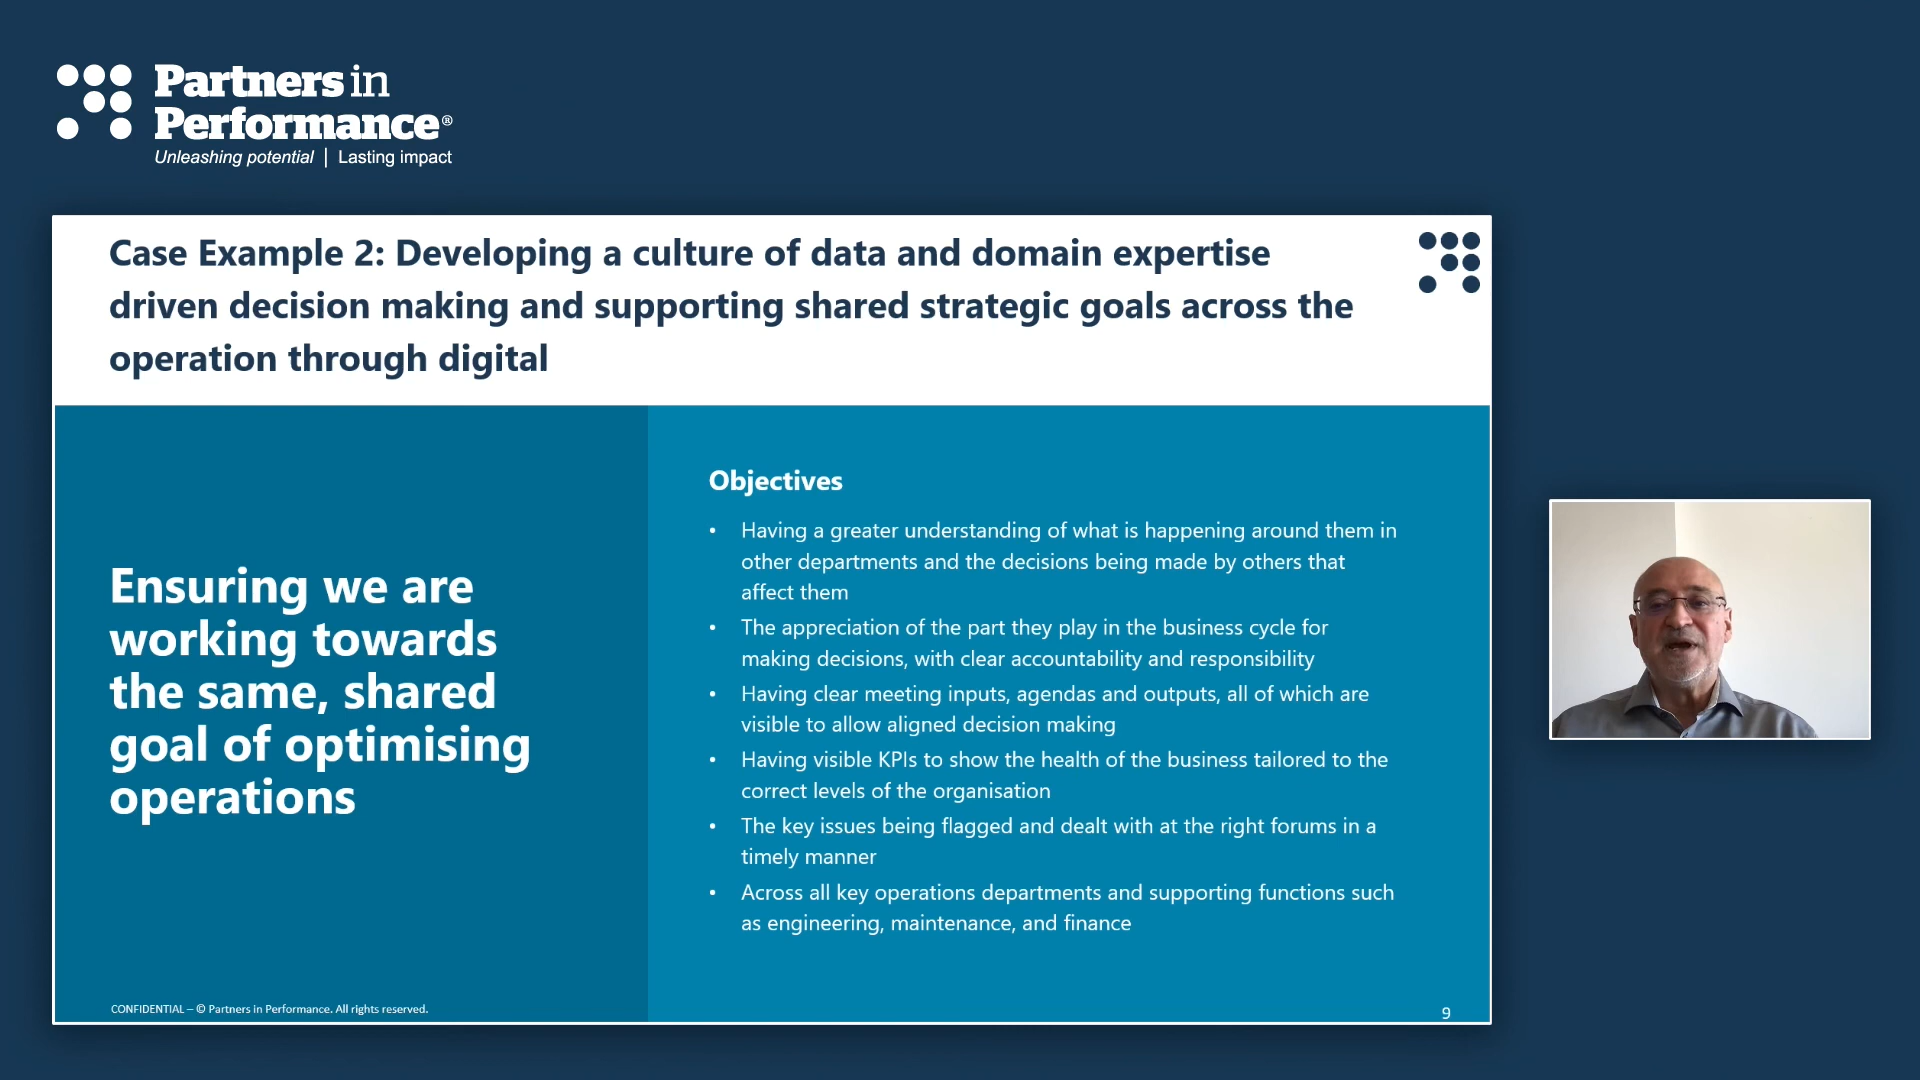 Partners in
Performance®
Unleashing potential | Lasting impact
Case Example 2: Developing a culture of data and domain expertise
driven decision making and supporting shared strategic goals across the
operation through digital
Ensuring we are
working towards
the same, shared
goal of optimising
operations
Objectives
• Having a greater understanding of what is happening around them in
other departments and the decisions being made by others that
affect them
• The appreciation of the part they play in the business cycle for
making decisions, with clear accountability and responsibility
• Having clear meeting inputs, agendas and outputs, all of which are
visible to allow aligned decision making
• Having visible KPIs to show the health of the business tailored to the
correct levels of the organisation
• The key issues being flagged and dealt with at the right forums in a
timely manner
• Across all key operations departments and supporting functions such
as engineering, maintenance, and finance
CONFIDENTIAL – © Partners in Performance. All rights reserved.
9